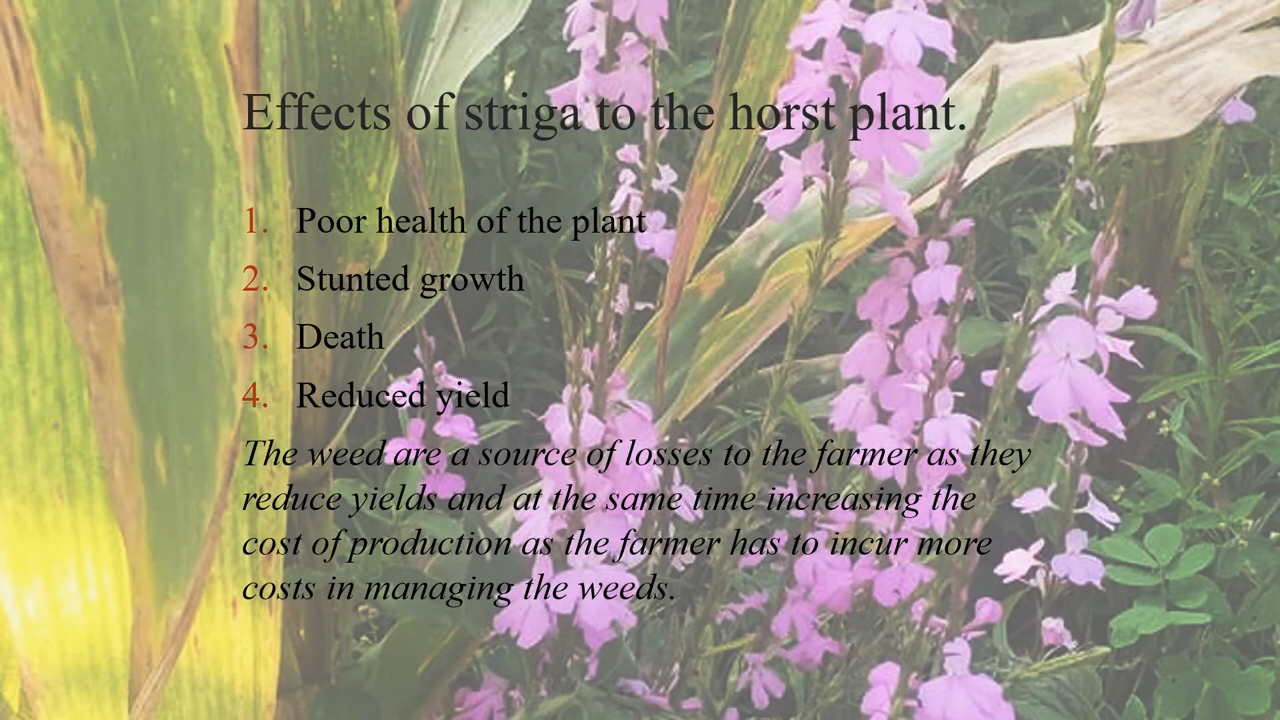 Effects of striga to the horst plant.
1. Poor health of the plant
2. Stunted growth
3. Death
4. Reduced yield
The weed are a source of losses to the farmer as they
reduce yields and at the same time increasing the
cost of production as the farmer has to incur more
costs in managing the weeds.